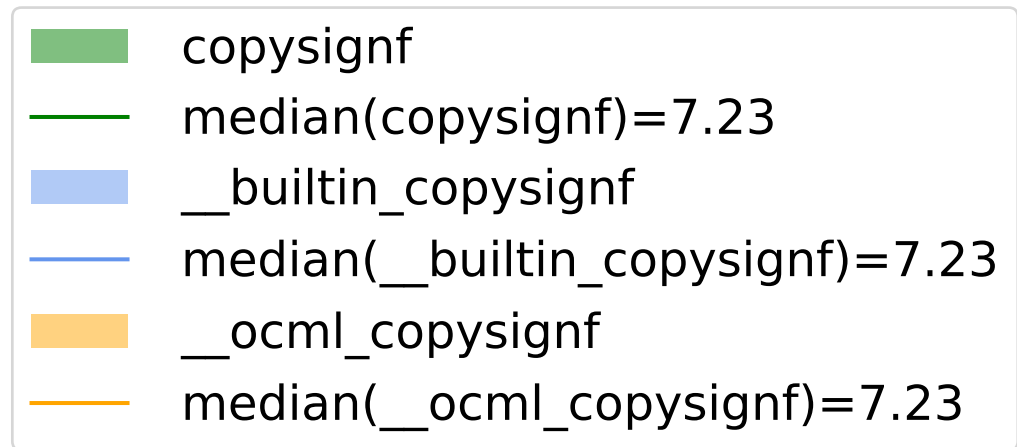 copysignf
median(copysignf)=7.23
__builtin_copysignf
median(__builtin_copysignf)=7.23
__ocml_copysignf
median(__ocml_copysignf)=7.23